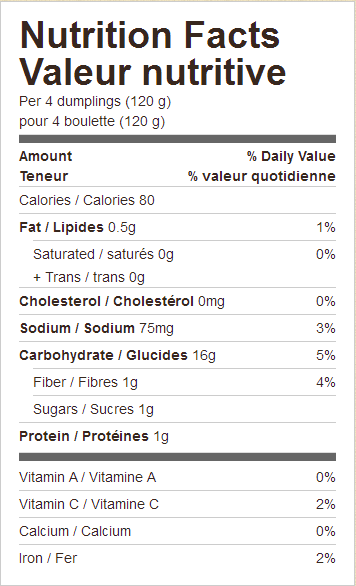 Nutrition Facts
Valeur nutritive
Per 4 dumplings (120 g)
pour 4 boulette (120 g)
Amount % Daily Value
Teneur % valeur quotidienne
Calories / Calories 80
Fat / Lipides 0.5g 1%
Saturated / saturés 0g 0%
+ Trans / trans 0g
Cholesterol / Cholestérol 0mg 0%
Sodium / Sodium 75mg 3%
Carbohydrate / Glucides 16g 5%
Fiber / Fibres 1g 4%
Sugars / Sucres 1g
Protein / Protéines 1g
Vitamin A / Vitamine A 0%
Vitamin C / Vitamine C 2%
Calcium / Calcium 0%
Iron / Fer 2%